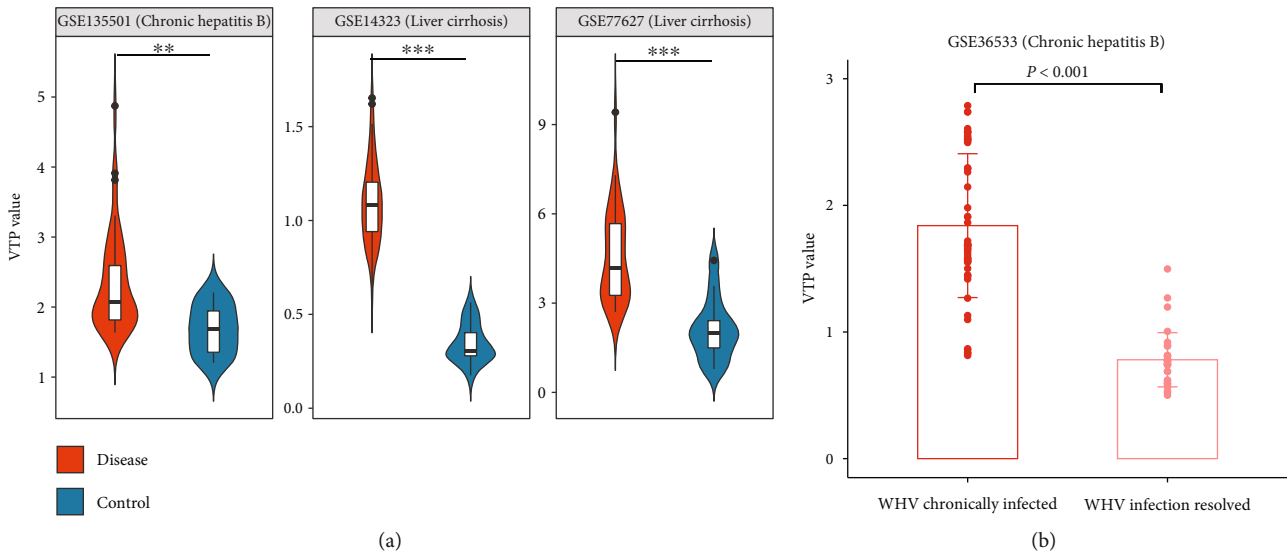 GSE135501 (Chronic hepatitis B)
GSE14323 (Liver cirrhosis)
GSE77627 (Liver cirrhosis)
**
***
***
VTP value
5
4
3
2
1
1.5
1.0
0.5
0.0
9
6
3
0
Disease
Control
(a)
GSE36533 (Chronic hepatitis B)
P < 0.001
VTP value
3
2
1
0
WHV chronically infected
WHV infection resolved
(b)